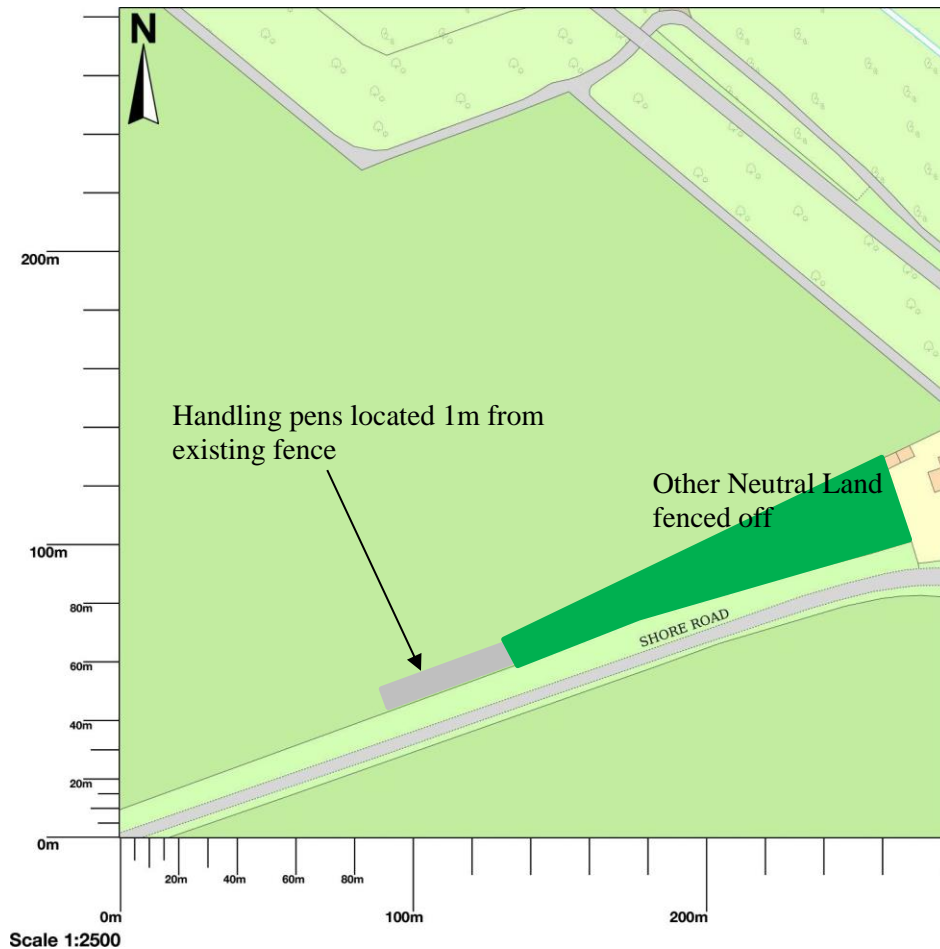 N
200m
Handling pens located 1m from
existing fence
Other Neutral Land
fenced off
100m
80m
SHORE ROAD
60m
40m
20m
0m
20m
40m
60m
80m
0m
100m
200m
Scale 1:2500